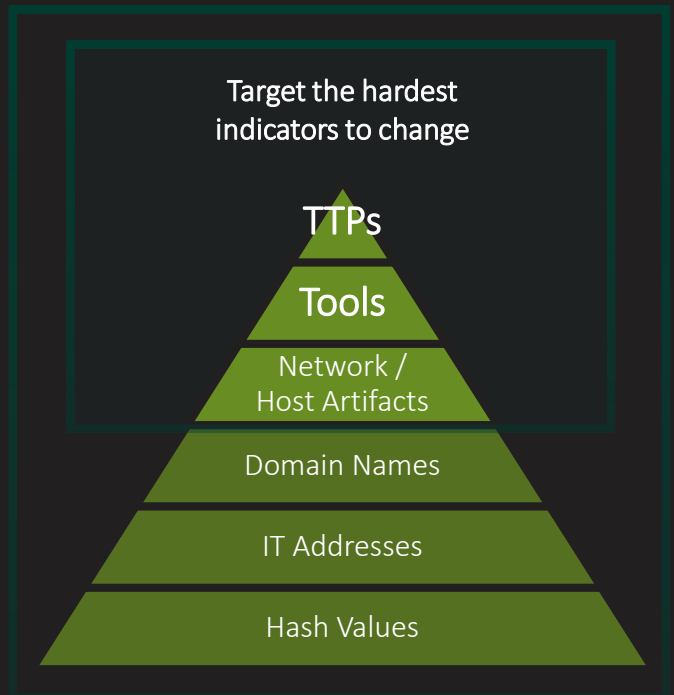 Target the hardest
indicators to change
TTPs
Tools
Network /
Host Artifacts
Domain Names
IT Addresses
Hash Values